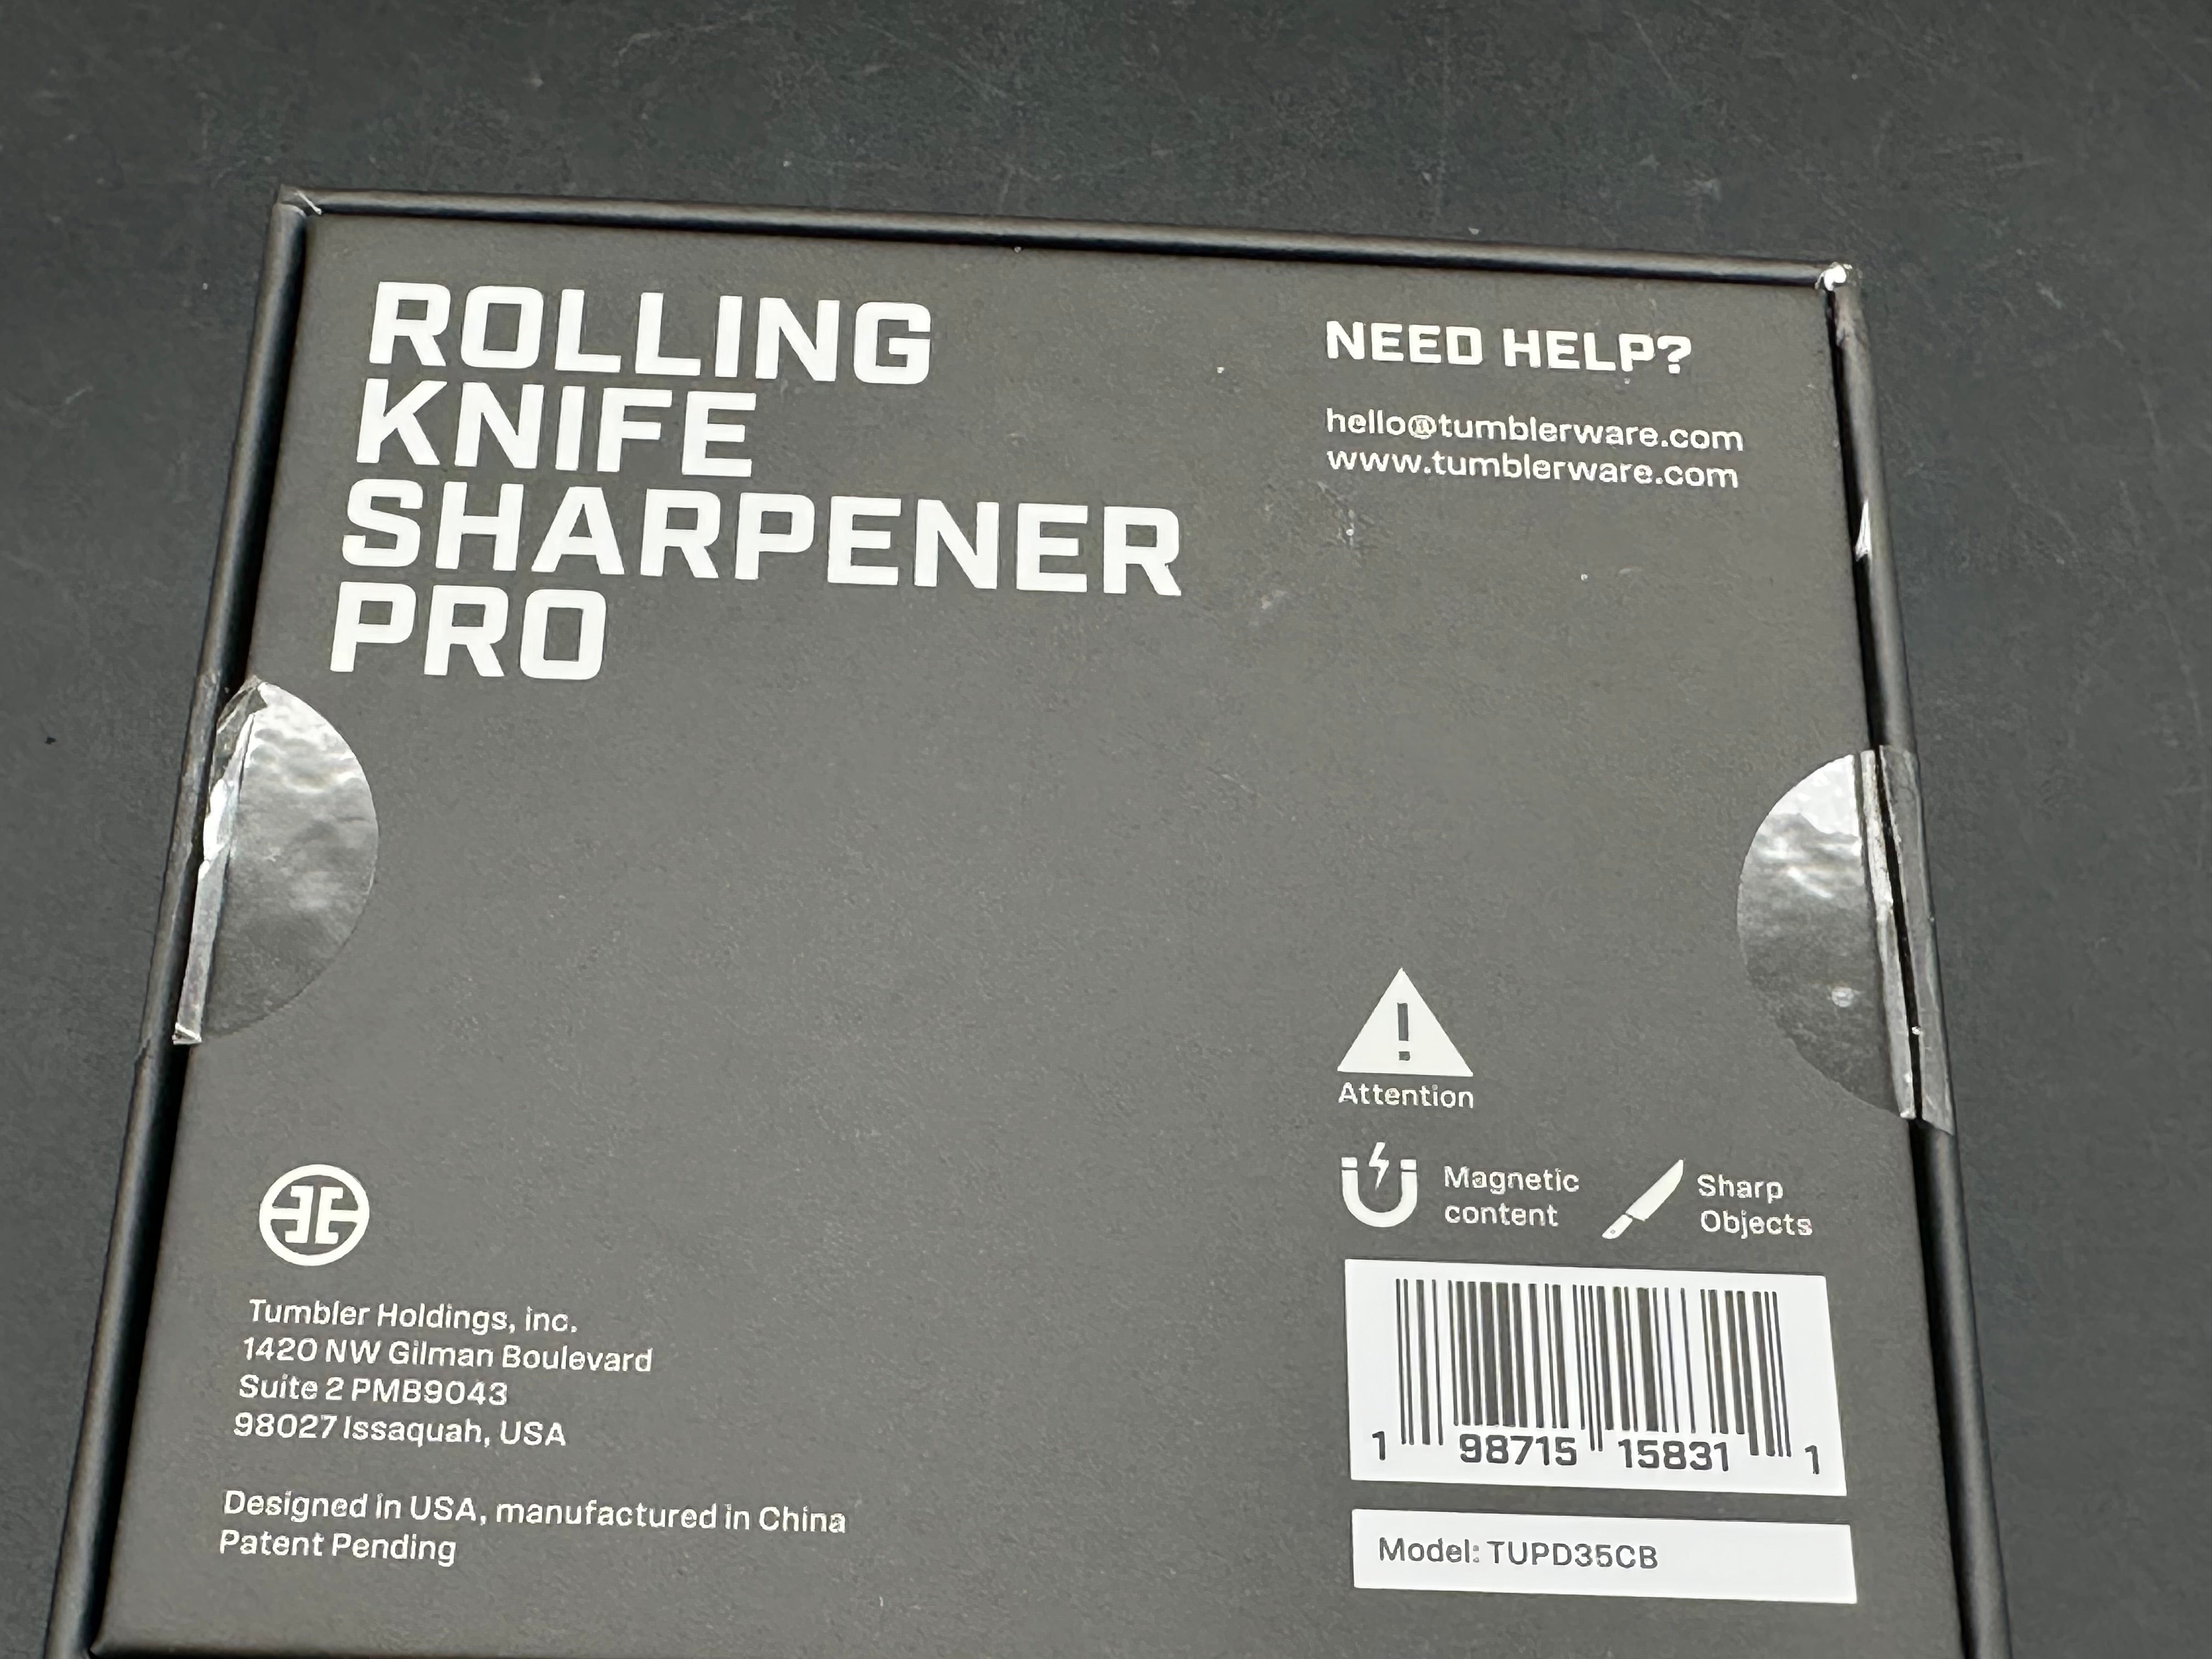 ROLLING
KNIFE
SHARPENER
PRO
NEED HELP?
hello@tumblerware.com
www.tumblerware.com
Attention
Magnetic
content
Sharp
Objects
1 98715 15831 1
Model: TUPD35CB
Tumbler Holdings, inc.
1420 NW Gilman Boulevard
Suite 2 PMB9043
98027 Issaquah, USA
Designed in USA, manufactured in China
Patent Pending